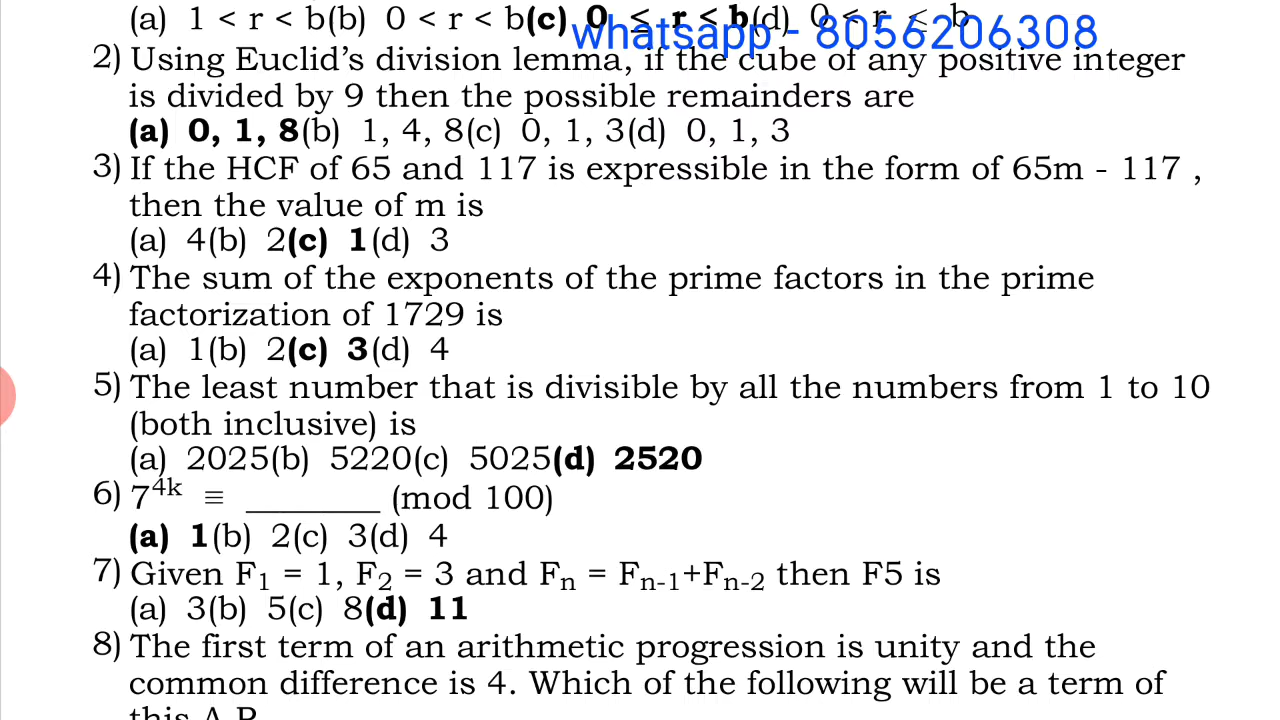 (a) 1 < r < b(b) 0 < r < b(c) 0 ≤ r < b(d) 0 < r ≤ b
whatsapp - 8056206308
2) Using Euclid's division lemma, if the cube of any positive integer
is divided by 9 then the possible remainders are
(a) 0, 1, 8(b) 1, 4, 8(c) 0, 1, 3(d) 0, 1, 3
3) If the HCF of 65 and 117 is expressible in the form of 65m - 117 ,
then the value of m is
(a) 4(b) 2(c) 1(d) 3
4) The sum of the exponents of the prime factors in the prime
factorization of 1729 is
(a) 1(b) 2(c) 3(d) 4
5) The least number that is divisible by all the numbers from 1 to 10
(both inclusive) is
(a) 2025(b) 5220(c) 5025(d) 2520
6) 7⁴ᵏ ≡ ________ (mod 100)
(a) 1(b) 2(c) 3(d) 4
7) Given F₁ = 1, F₂ = 3 and Fₙ = Fₙ₋₁+Fₙ₋₂ then F5 is
(a) 3(b) 5(c) 8(d) 11
8) The first term of an arithmetic progression is unity and the
common difference is 4. Which of the following will be a term of
this A.P.